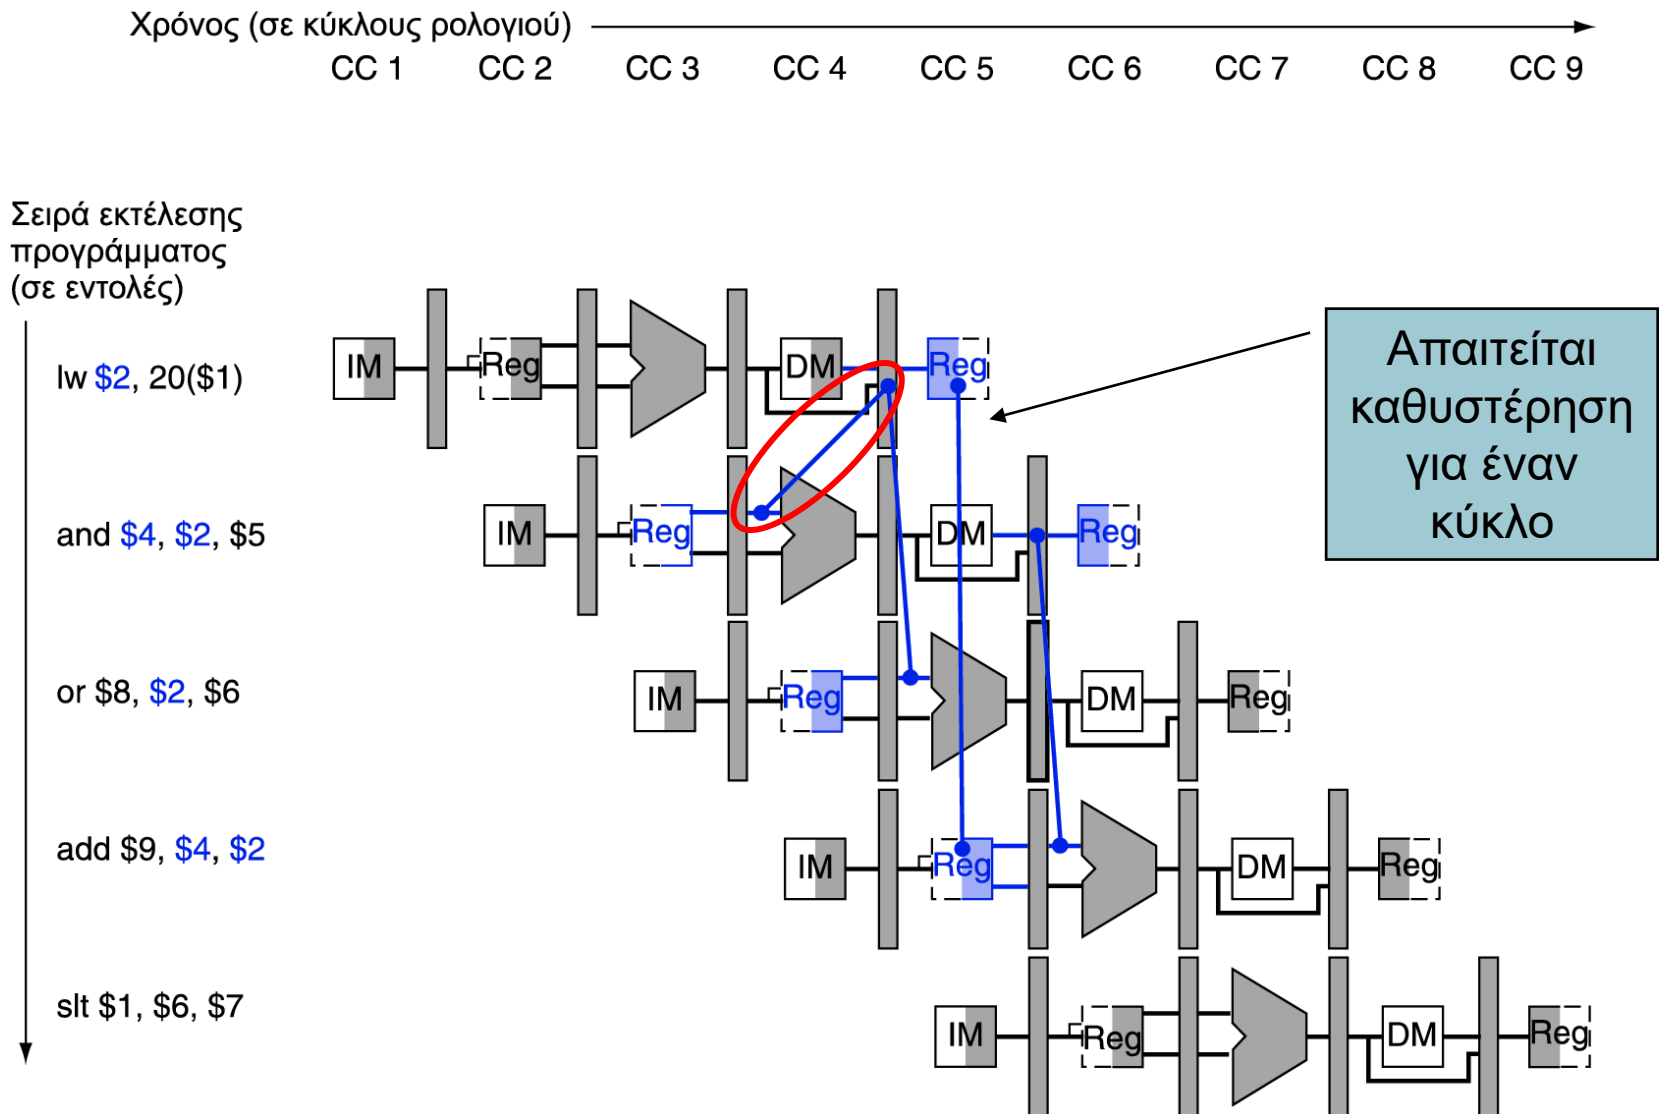 Χρόνος (σε κύκλους ρολογιού)
CC 1 CC 2 CC 3 CC 4 CC 5 CC 6 CC 7 CC 8 CC 9
Σειρά εκτέλεσης
προγράμματος
(σε εντολές)
lw $2, 20($1)
IM Reg DM Reg
Απαιτείται
καθυστέρηση
για έναν
κύκλο
and $4, $2, $5
IM Reg DM Reg
or $8, $2, $6
IM Reg DM Reg
add $9, $4, $2
IM Reg DM Reg
slt $1, $6, $7
IM Reg DM Reg